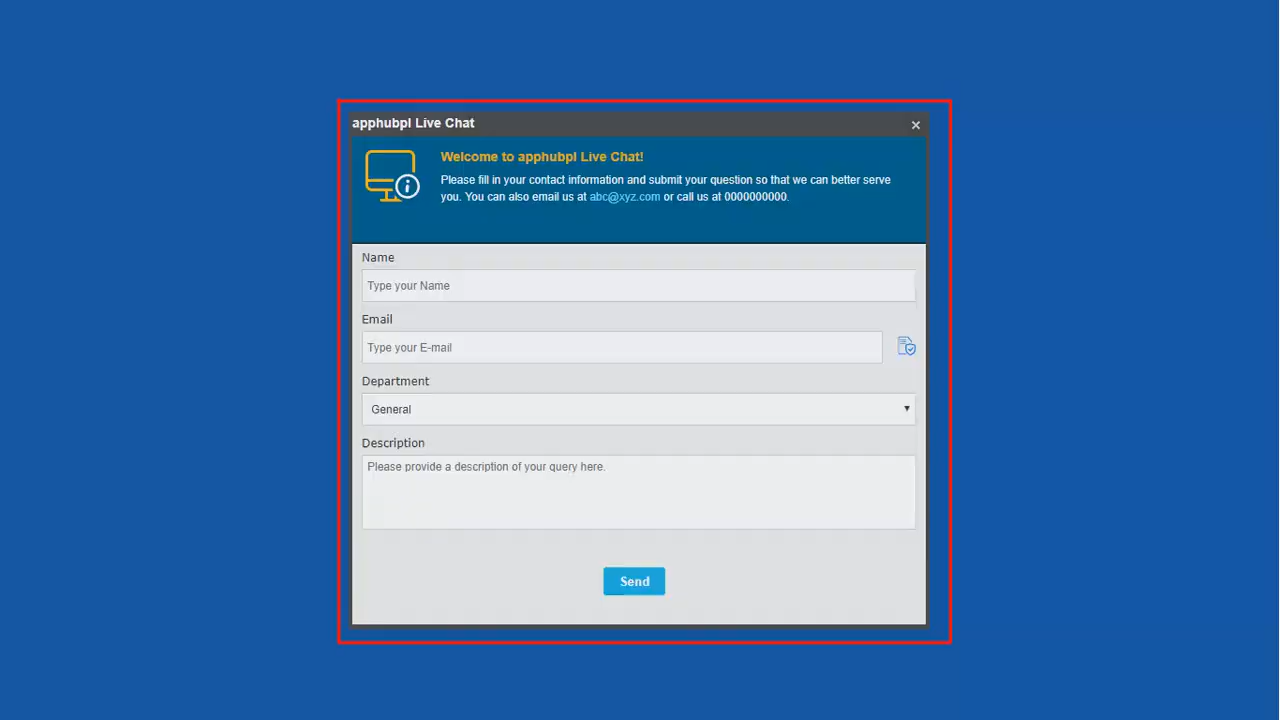 apphubpl Live Chat
Welcome to apphubpl Live Chat!
Please fill in your contact information and submit your question so that we can better serve
you. You can also email us at abc@xyz.com or call us at 0000000000.
Name
Type your Name
Email
Type your E-mail
Department
General
Description
Please provide a description of your query here.
Send